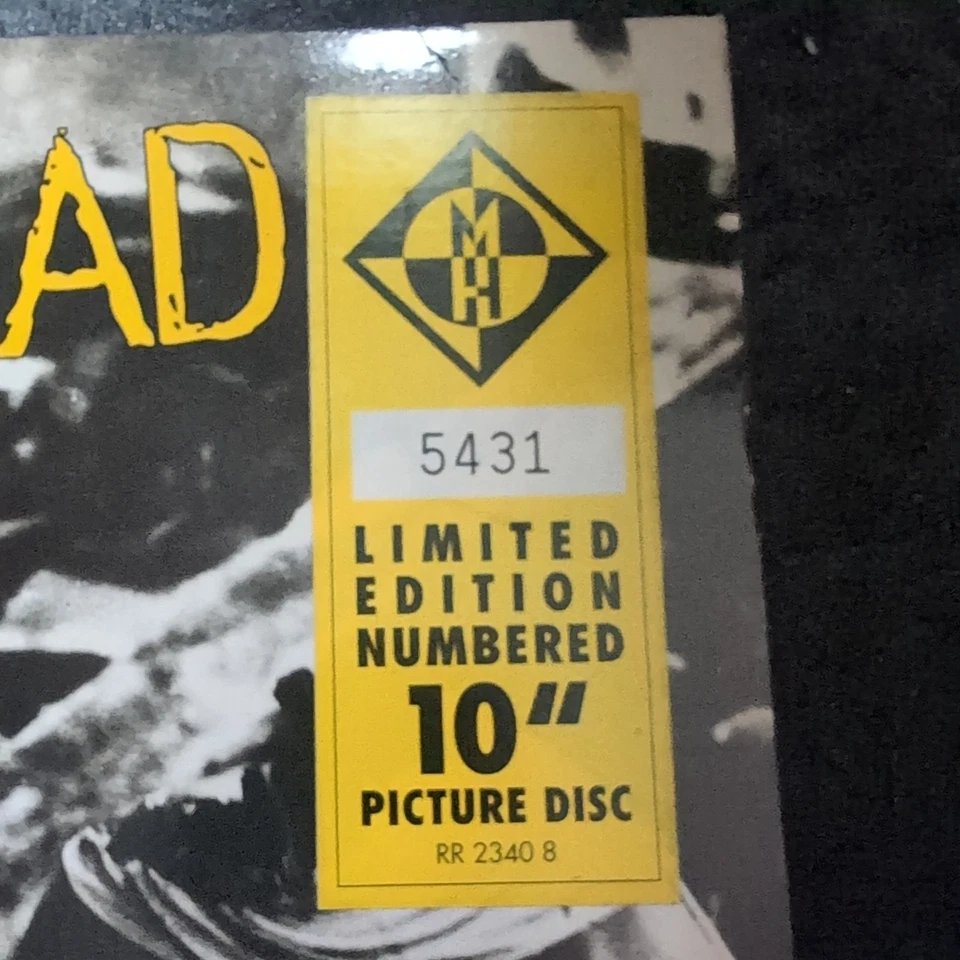 AD
MH
5431
LIMITED
EDITION
NUMBERED
10"
PICTURE DISC
RR 2340 8